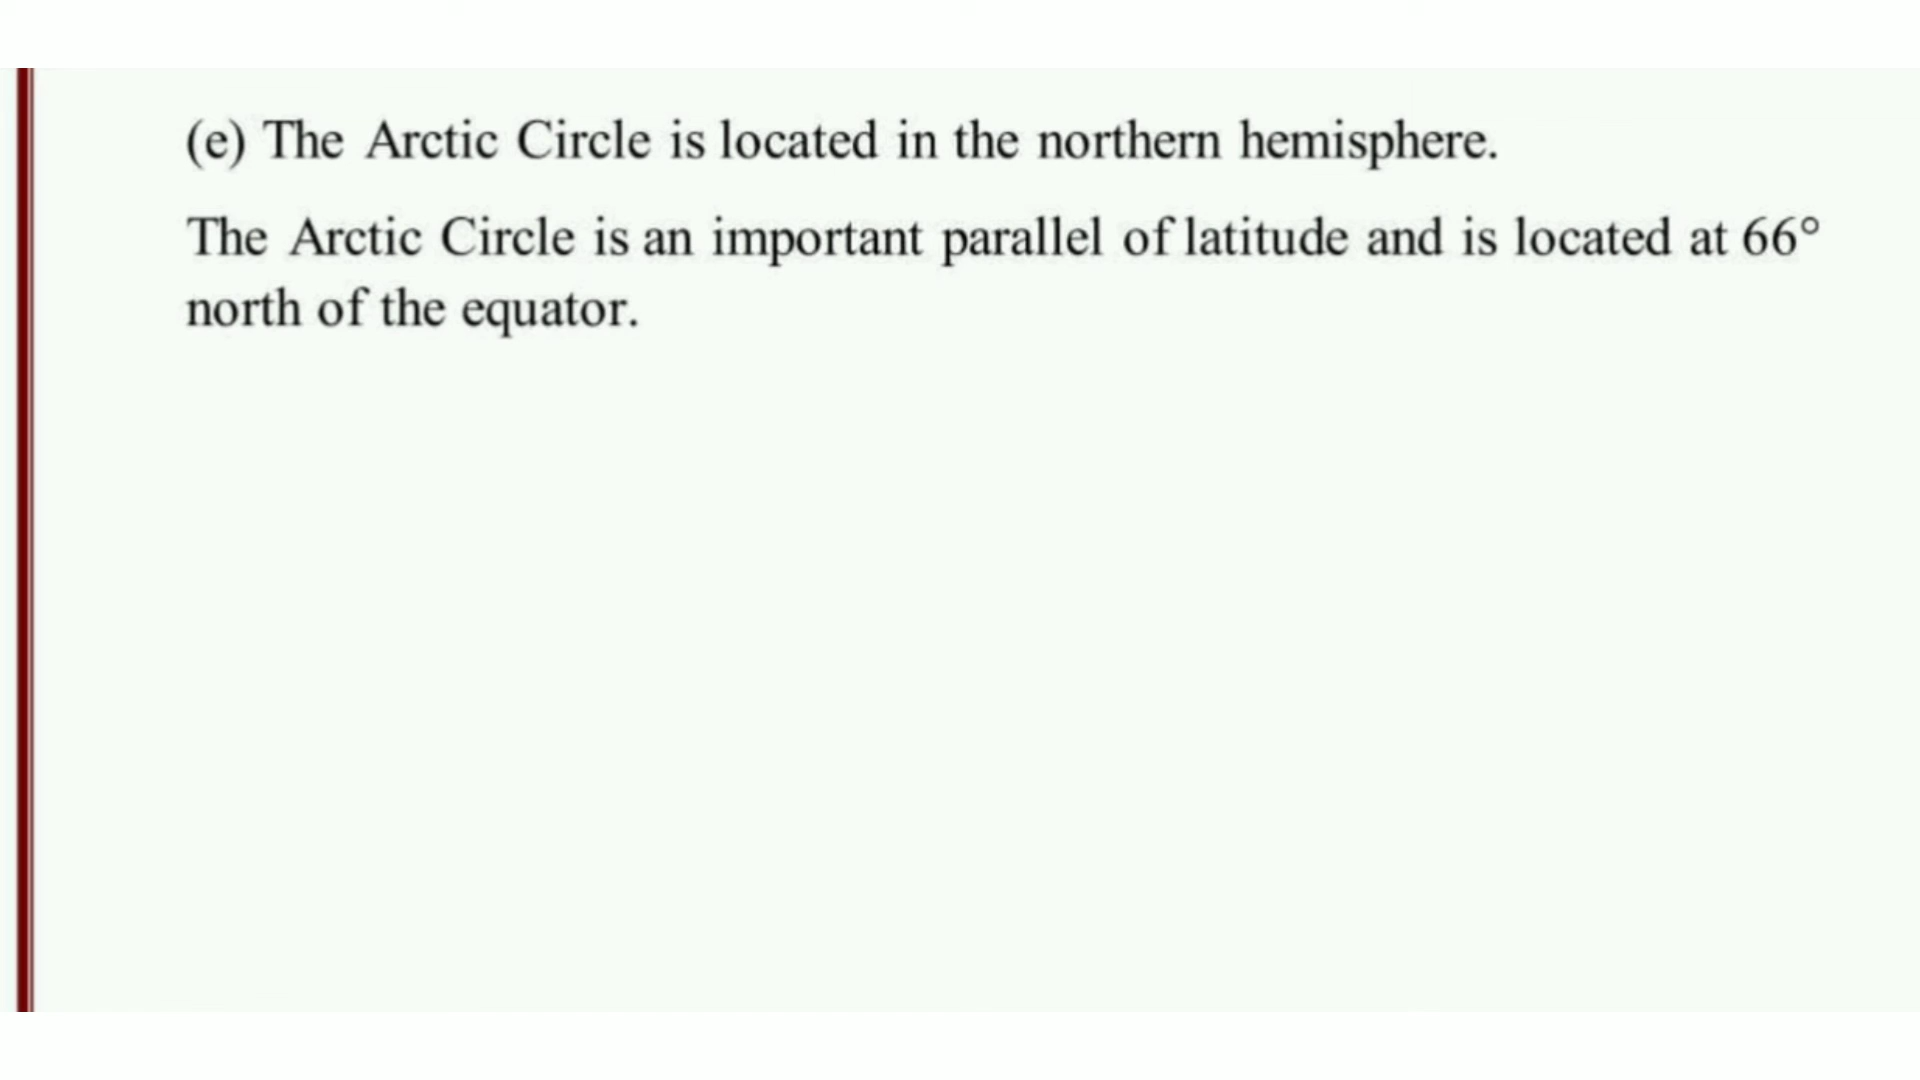 (e) The Arctic Circle is located in the northern hemisphere.
The Arctic Circle is an important parallel of latitude and is located at 66°
north of the equator.